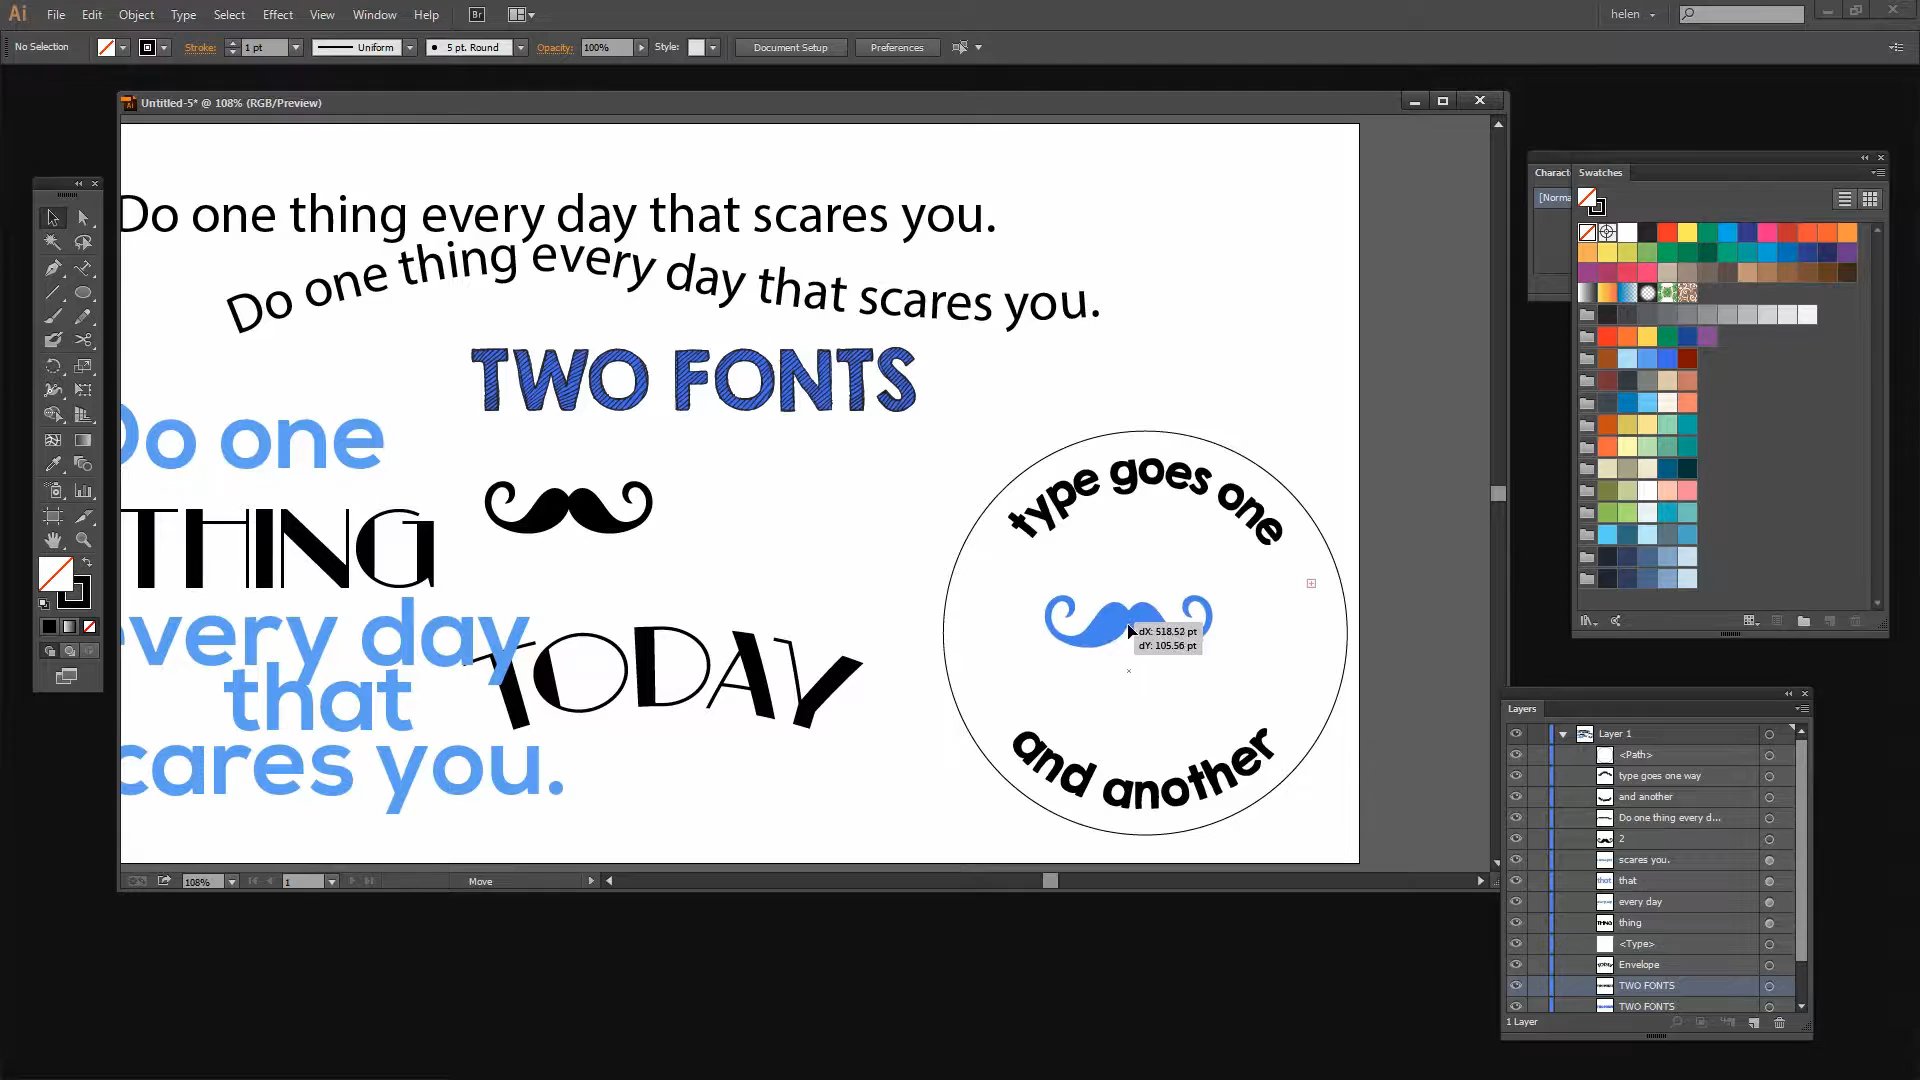 Ai File Edit Object Type Select Effect View Window Help Br helen
No Selection Stroke: 1 pt Uniform 5 pt. Round Opacity: 100% Style: Document Setup Preferences
Untitled-5* @ 108% (RGB/Preview)
Do one thing every day that scares you.
Do one thing every day that scares you.
TWO FONTS
Do one
THING
every day
that
scares you.
TODAY
type goes one
dX: 518.52 pt
dY: 105.56 pt
and another
108% 1 Move
Charact Swatches
[Norma
Layers
Layer 1
<Path>
type goes one way
and another
Do one thing every d...
2
scares you.
that
every day
thing
<Type>
Envelope
TWO FONTS
TWO FONTS
1 Layer